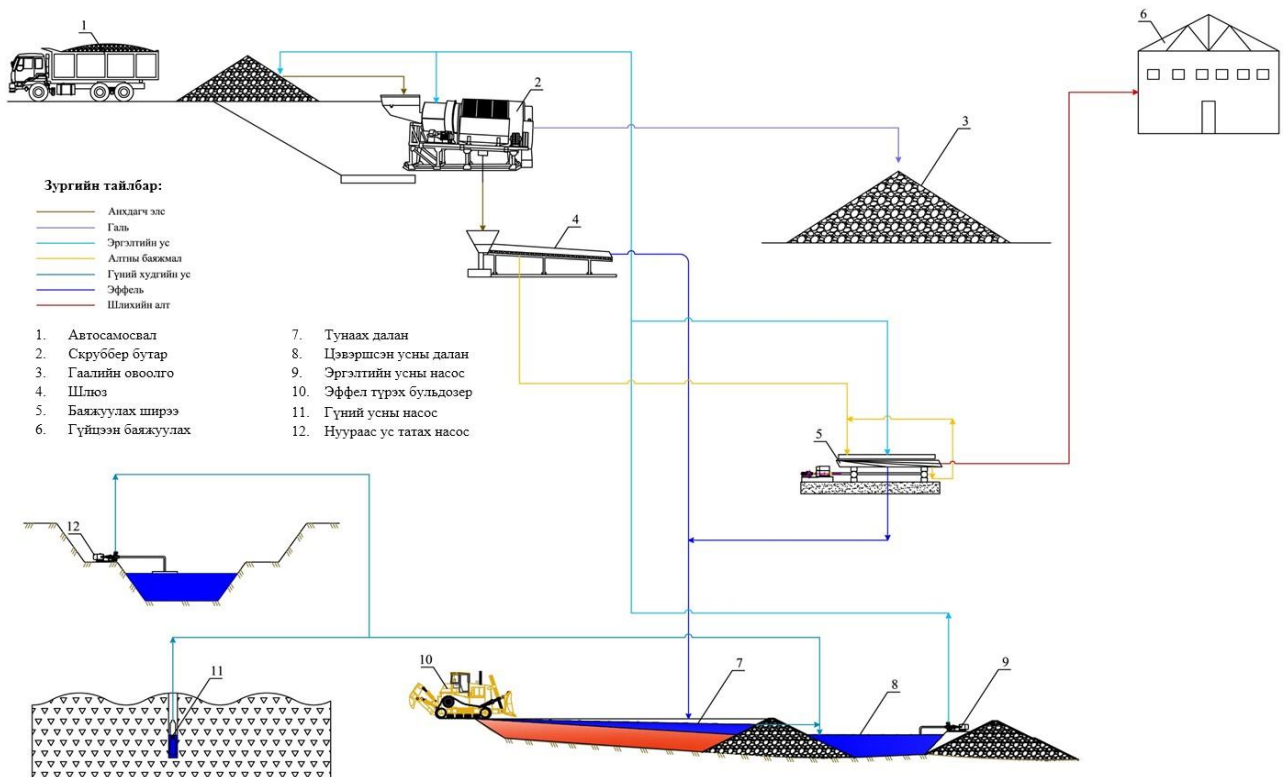 1
6
2
3
Зургийн тайлбар:
Анхдагч элс
Галь
Эргэлтийн ус
Алтны баяжмал
Гүний худгийн ус
Эффель
Шлихийн алт
4
1. Автосамосвал
2. Скруббер бутар
3. Гаалийн овоолго
4. Шлюз
5. Баяжуулах ширээ
6. Гүйцээн баяжуулах
7. Тунаах далан
8. Цэвэршсэн усны далан
9. Эргэлтийн усны насос
10. Эффел түрэх бульдозер
11. Гүний усны насос
12. Нуураас ус татах насос
5
12
11
10
7
8
9